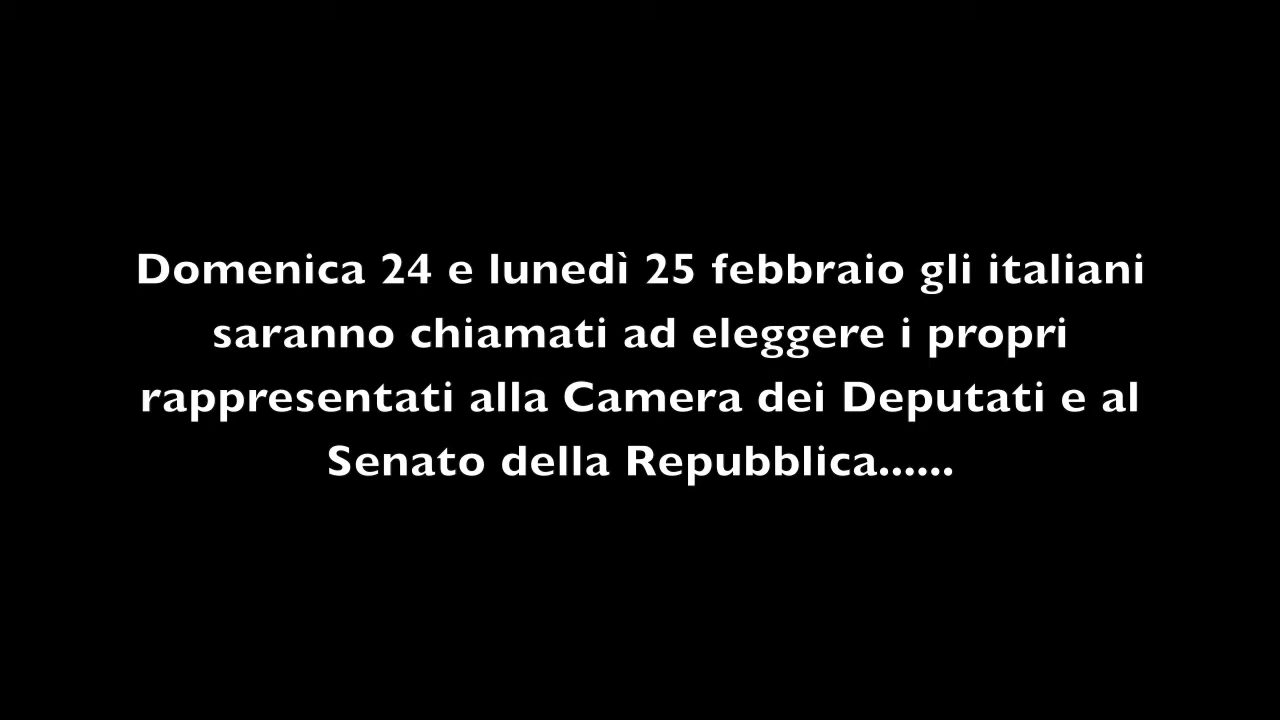 Domenica 24 e lunedì 25 febbraio gli italiani
saranno chiamati ad eleggere i propri
rappresentati alla Camera dei Deputati e al
Senato della Repubblica......